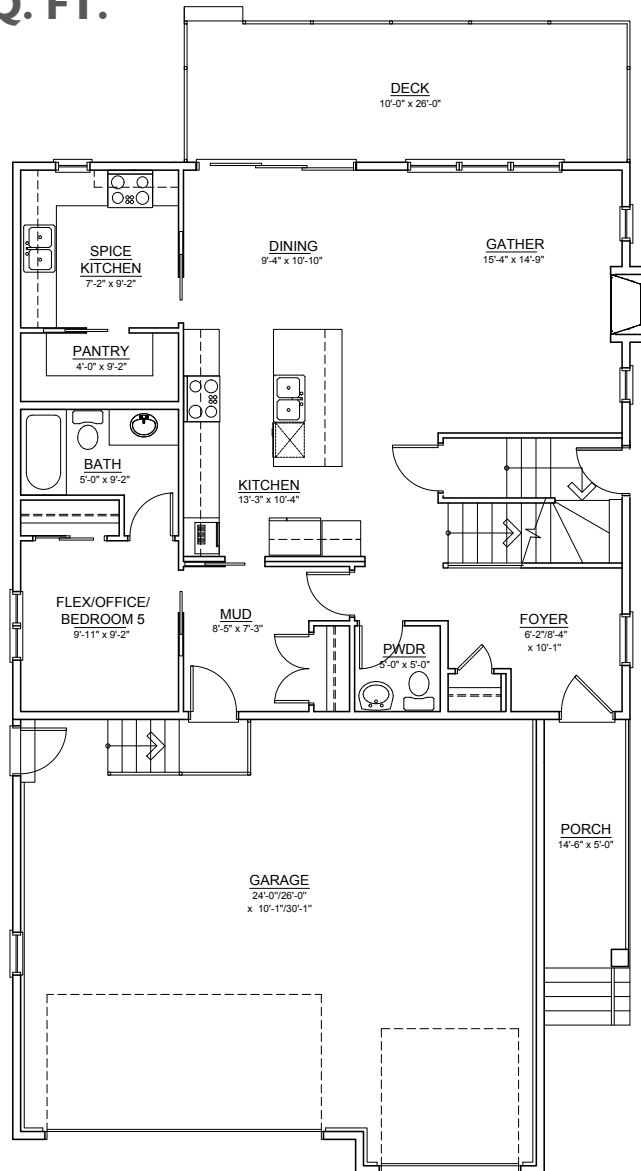 Q. FT.
DECK
10'-0" x 26'-0"
SPICE
KITCHEN
7'-2" x 9'-2"
DINING
9'-4" x 10'-10"
GATHER
15'-4" x 14'-9"
PANTRY
4'-0" x 9'-2"
BATH
5'-0" x 9'-2"
KITCHEN
13'-3" x 10'-4"
FLEX/OFFICE/
BEDROOM 5
9'-11" x 9'-2"
MUD
8'-5" x 7'-3"
PWDR
5'-0" x 5'-0"
FOYER
6'-2"/8'-4"
x 10'-1"
PORCH
14'-6" x 5'-0"
GARAGE
24'-0"/26'-0"
x 10'-1"/30'-1"